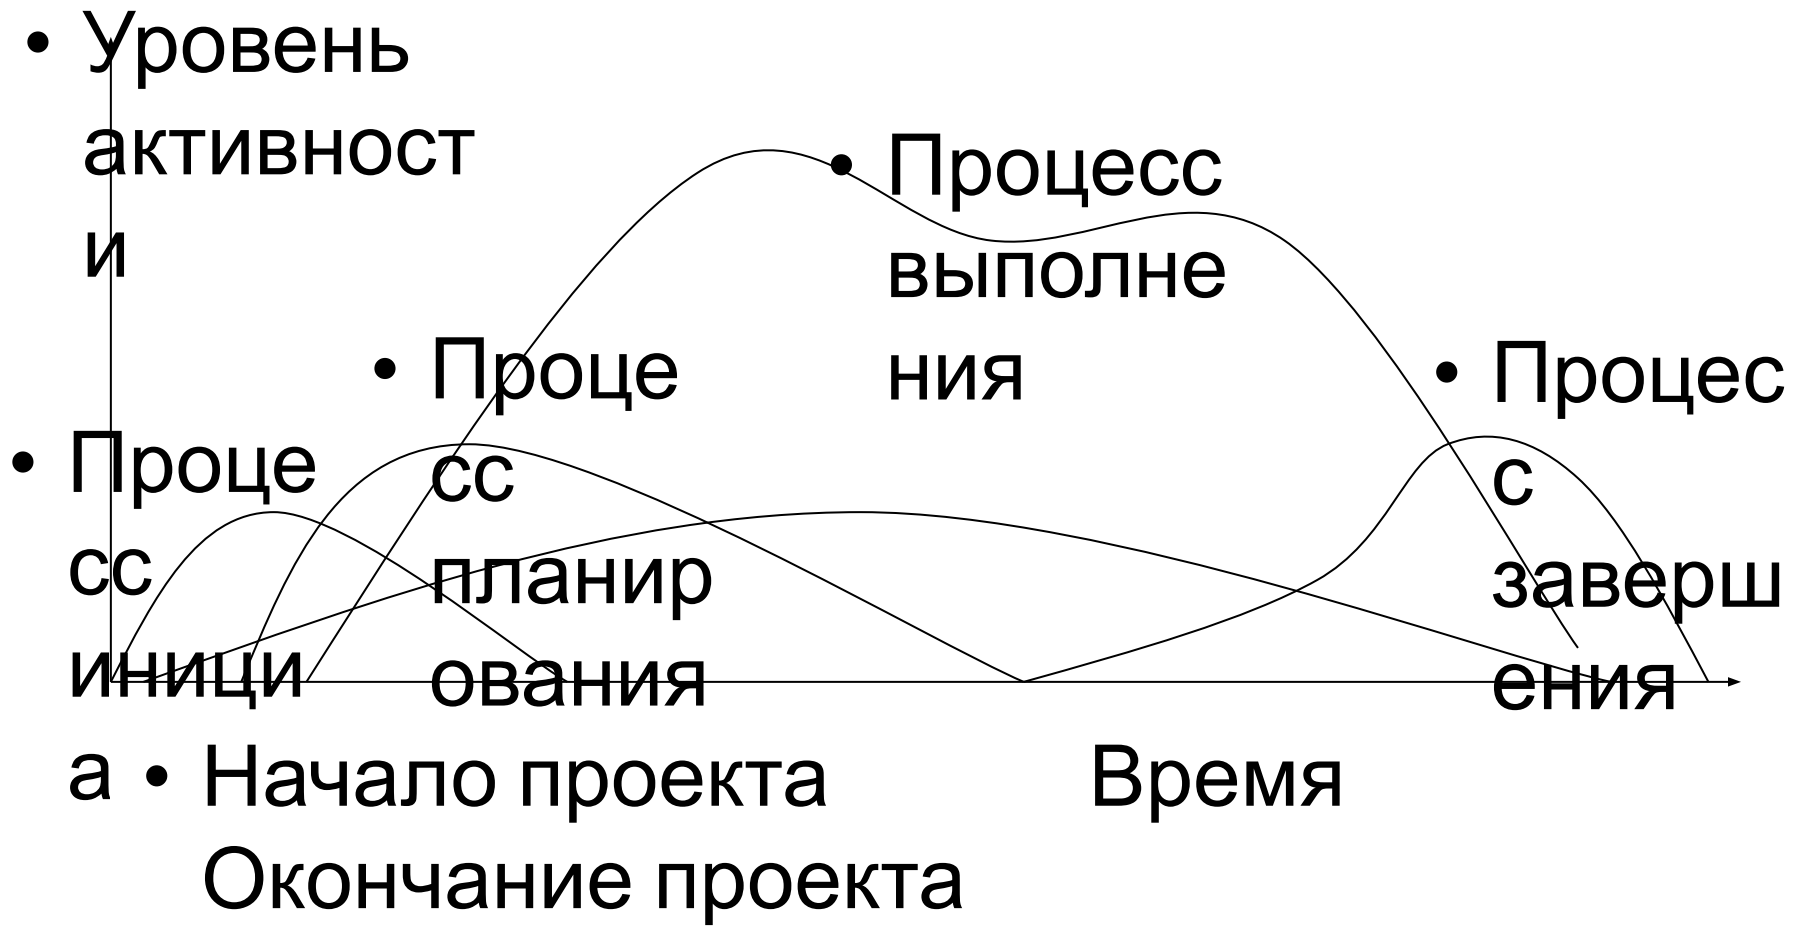 • Уровень
активност
и
• Процесс
выполне
ния
• Проце
сс
планир
ования
• Процес
с
заверш
ения
• Проце
сс
иници
а
• Начало проекта Время
Окончание проекта